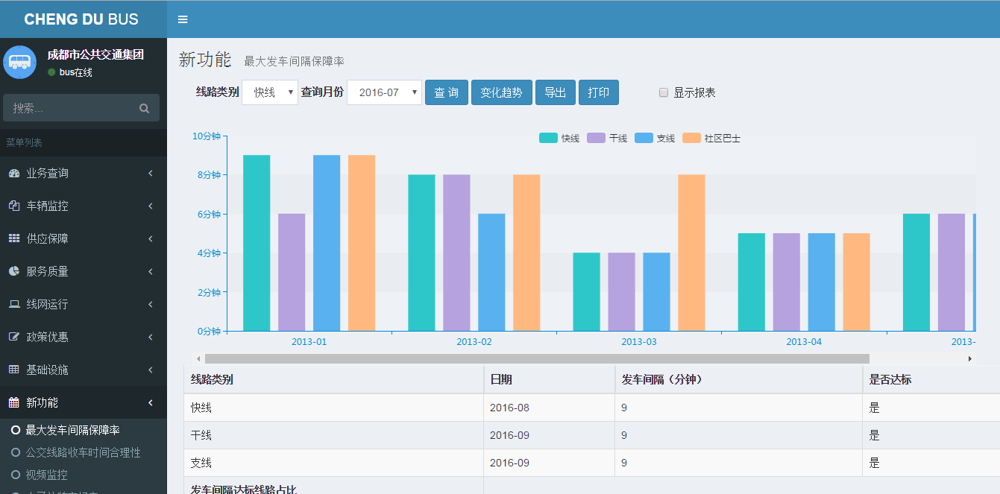 CHENG DU BUS
成都市公共交通集团
bus在线
搜索...
菜单列表
业务查询
车辆监控
供应保障
服务质量
线网运行
政策优惠
基础设施
新功能
最大发车间隔保障率
公交线路收车时间合理性
视频监控
新功能 最大发车间隔保障率
线路类别 快线 查询月份 2016-07 查 询 变化趋势 导出 打印 显示报表
快线 干线 支线 社区巴士
10分钟
8分钟
6分钟
4分钟
2分钟
0分钟
2013-01 2013-02 2013-03 2013-04 2013-
线路类别 日期 发车间隔（分钟） 是否达标
快线 2016-08 9 是
干线 2016-09 9 是
支线 2016-09 9 是
发车间隔达标线路占比